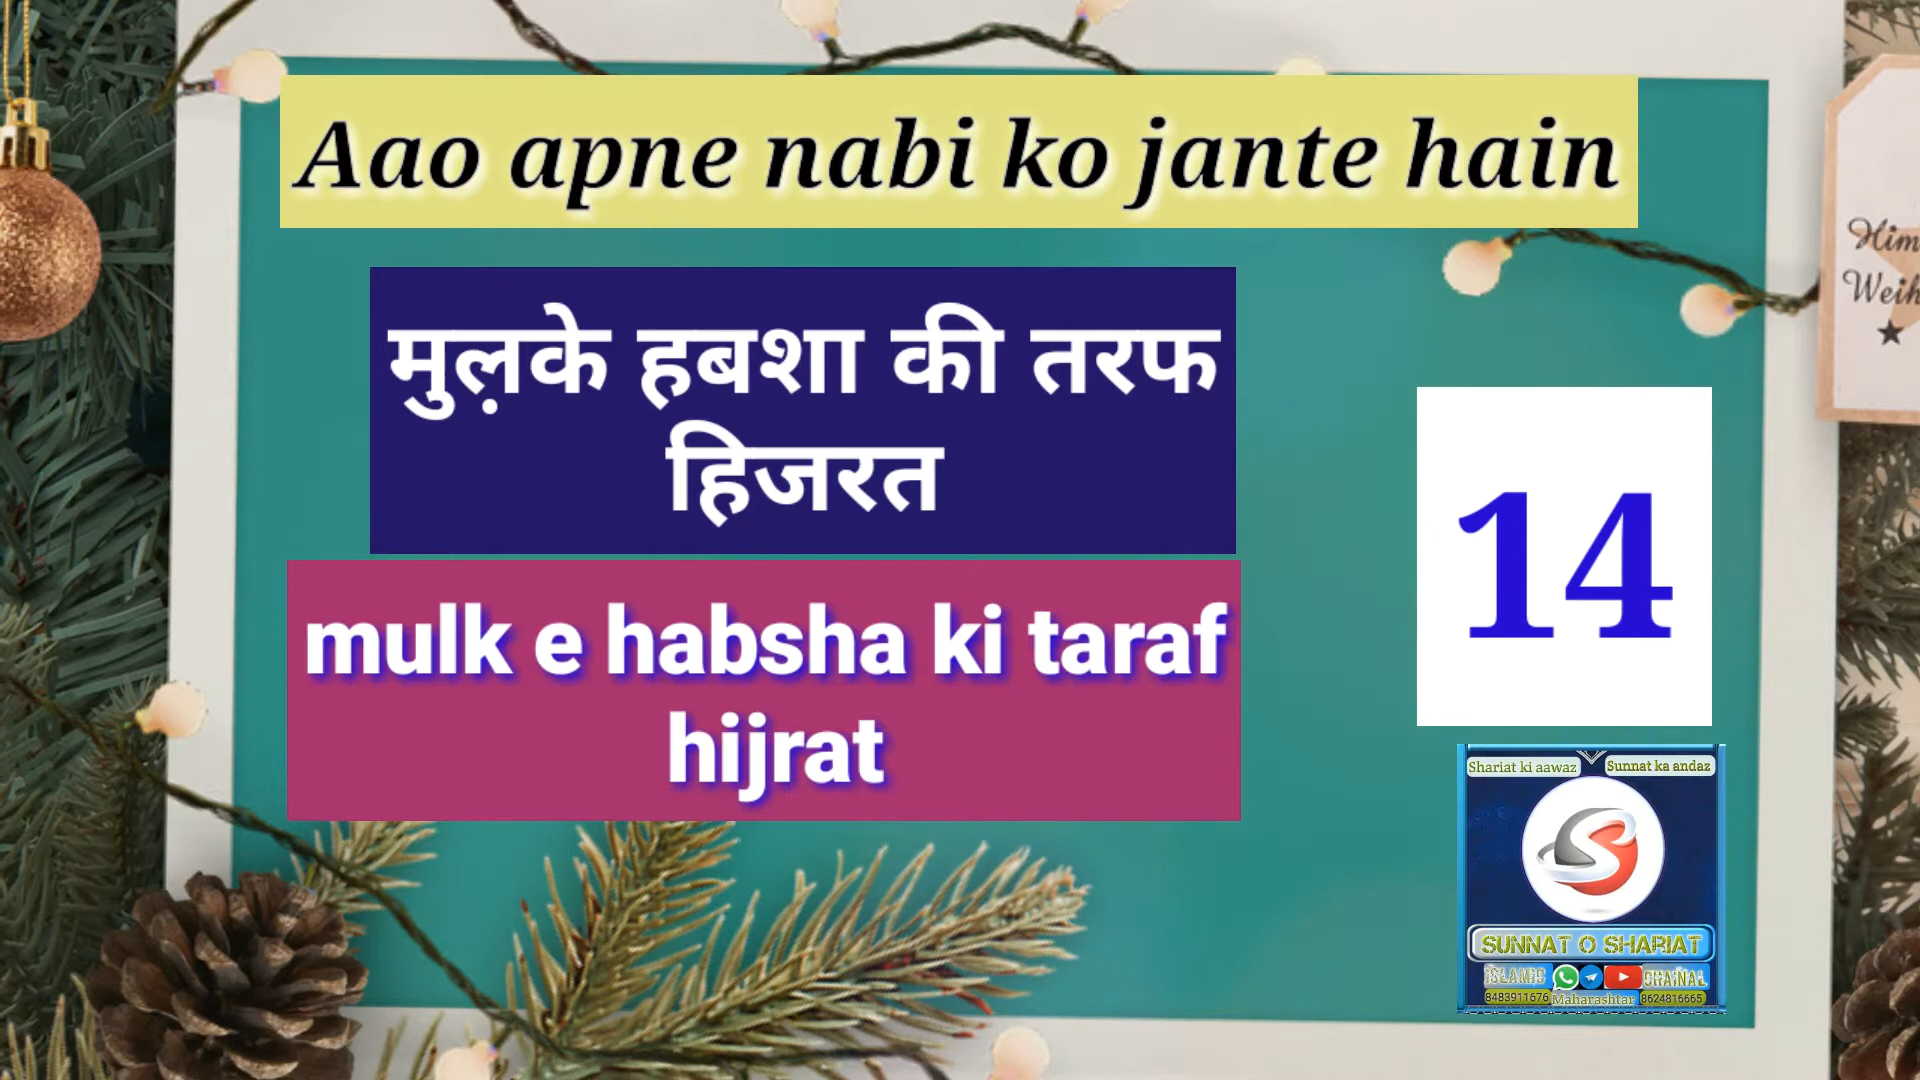 Aao apne nabi ko jante hain
मुल़के हबशा की तरफ
हिजरत
mulk e habsha ki taraf
hijrat
14
Shariat ki aawaz
Sunnat ka andaz
SUNNAT O SHARIAT
ISLAMIC CHAINAL
8483911676 Maharashtar 8624816665